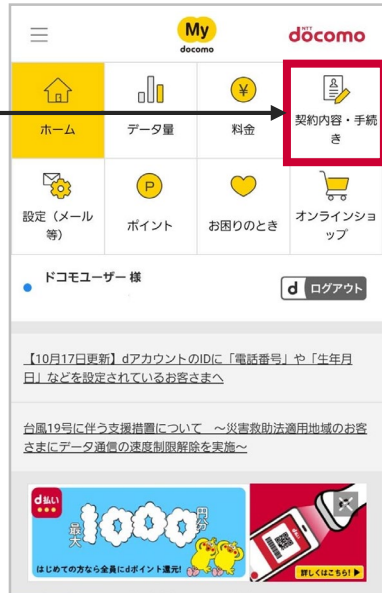 My
docomo
NTT
döcomo
ホーム
データ量
¥
料金
契約内容・手続
き
設定（メール
等）
P
ポイント
お困りのとき
オンラインショ
ップ
ドコモユーザー 様
d ログアウト
【10月17日更新】dアカウントのIDに「電話番号」や「生年月
日」などを設定されているお客さまへ
台風19号に伴う支援措置について　～災害救助法適用地域のお客
さまにデータ通信の速度制限解除を実施～
d払い
最大1000円分
はじめての方なら全員にdポイント還元!
詳しくはこちら!